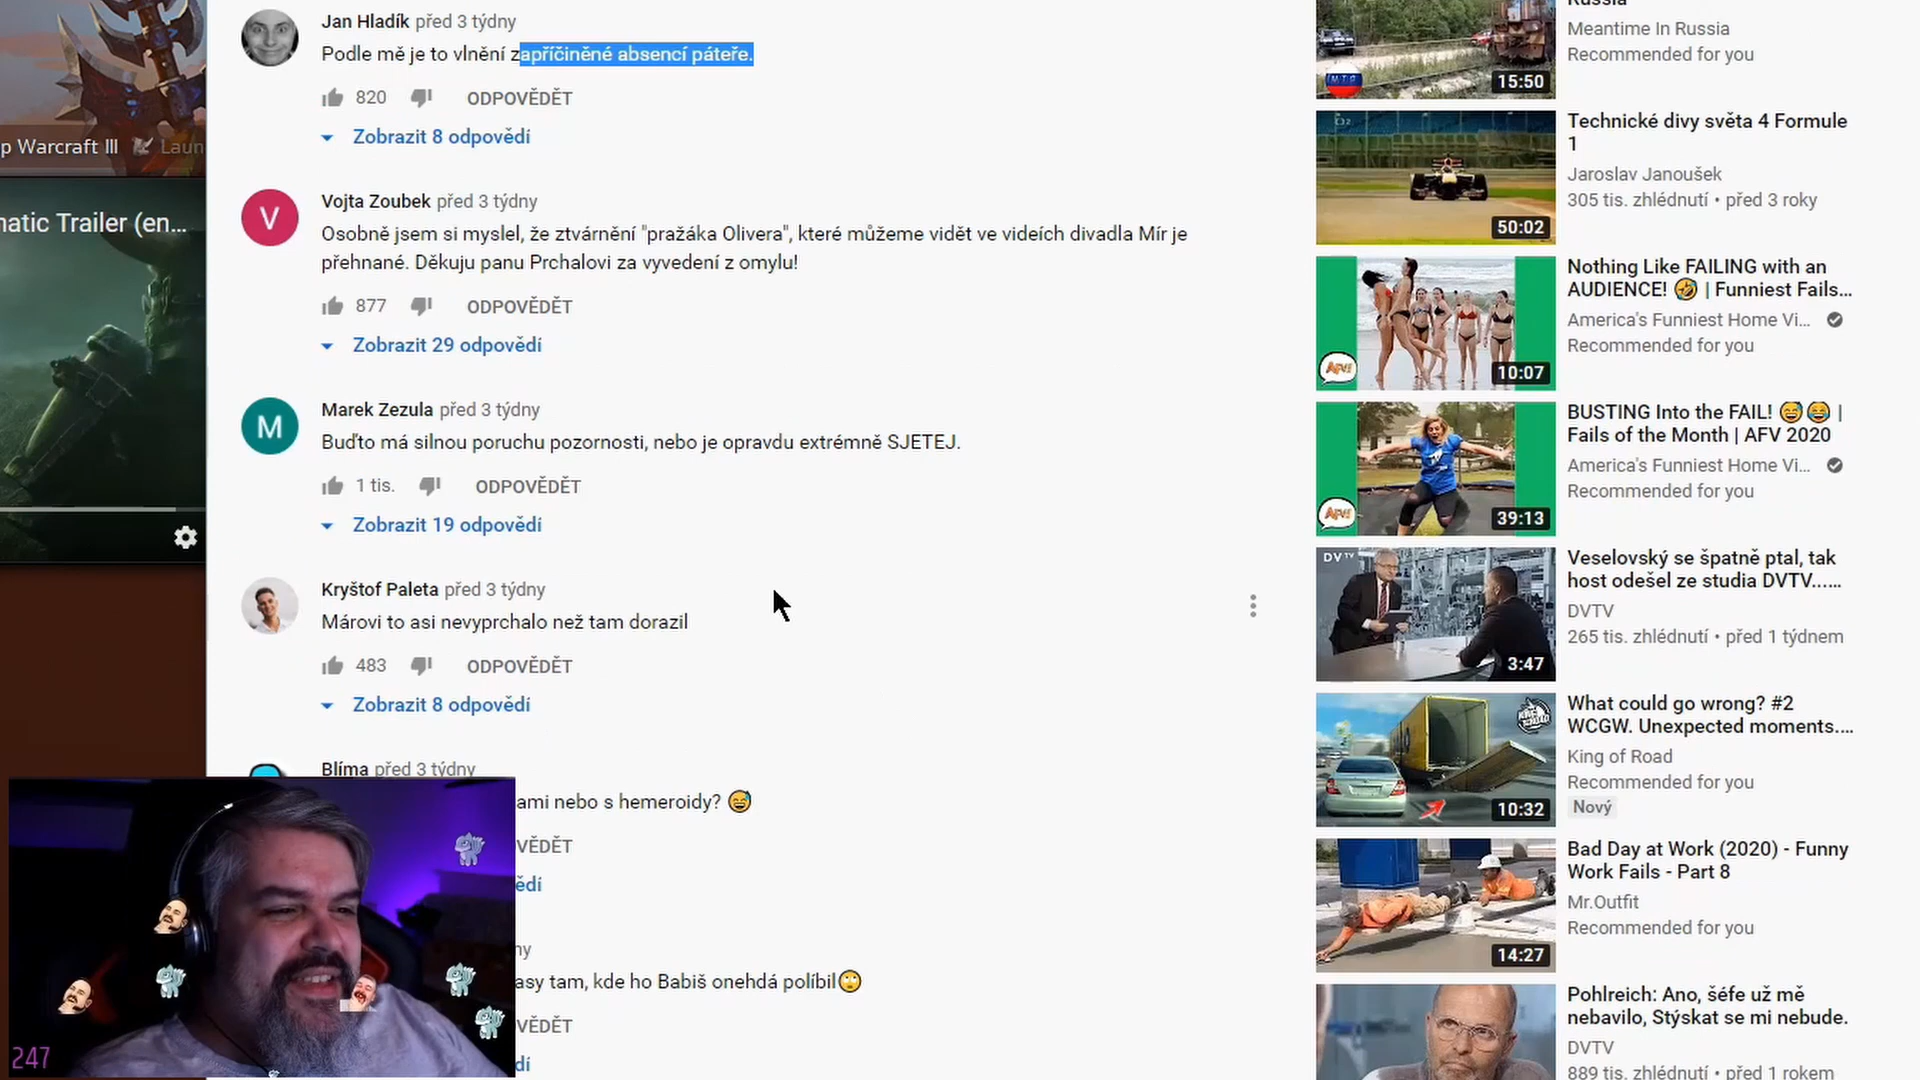 Jan Hladík před 3 týdny
Podle mě je to vlnění zapříčiněné absencí páteře.
820 ODPOVĚDĚT
Zobrazit 8 odpovědí
Vojta Zoubek před 3 týdny
Osobně jsem si myslel, že ztvárnění "pražáka Olivera", které můžeme vidět ve videích divadla Mír je
přehnané. Děkuju panu Prchalovi za vyvedení z omylu!
877 ODPOVĚDĚT
Zobrazit 29 odpovědí
Marek Zezula před 3 týdny
Buďto má silnou poruchu pozornosti, nebo je opravdu extrémně SJETEJ.
1 tis. ODPOVĚDĚT
Zobrazit 19 odpovědí
Kryštof Paleta před 3 týdny
Márovi to asi nevyprchalo než tam dorazil
483 ODPOVĚDĚT
Zobrazit 8 odpovědí
Blíma před 3 týdny
ami nebo s hemeroidy? 😅
VĚDĚT
ědí
ny
asy tam, kde ho Babiš onehdá políbil🙄
VĚDĚT
dí
p Warcraft III Laun
natic Trailer (en...
V
M
247
Russia
Meantime In Russia
Recommended for you
15:50
Technické divy světa 4 Formule
1
Jaroslav Janoušek
305 tis. zhlédnutí • před 3 roky
50:02
Nothing Like FAILING with an
AUDIENCE! 🤣 | Funniest Fails...
America's Funniest Home Vi...
Recommended for you
AFV!
10:07
BUSTING Into the FAIL! 😅😂 |
Fails of the Month | AFV 2020
America's Funniest Home Vi...
Recommended for you
AFV!
39:13
DVTV
Veselovský se špatně ptal, tak
host odešel ze studia DVTV......
DVTV
265 tis. zhlédnutí • před 1 týdnem
3:47
What could go wrong? #2
WCGW. Unexpected moments....
King of Road
Recommended for you
Nový
10:32
Bad Day at Work (2020) - Funny
Work Fails - Part 8
Mr.Outfit
Recommended for you
14:27
Pohlreich: Ano, šéfe už mě
nebavilo, Stýskat se mi nebude.
DVTV
889 tis. zhlédnutí • před 1 rokem